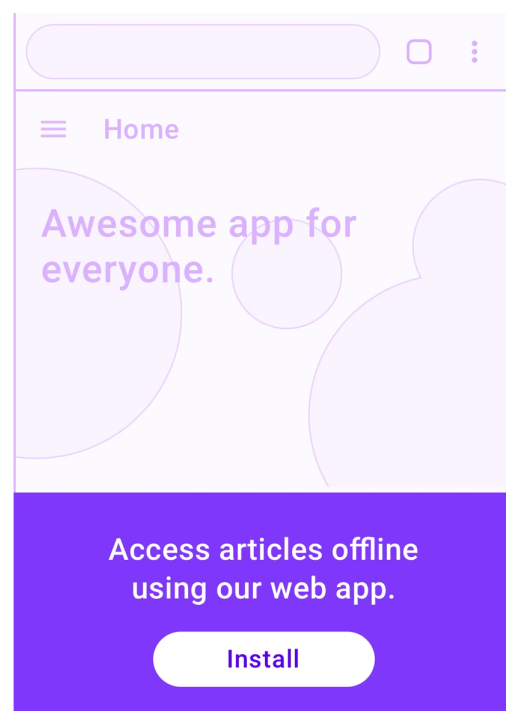 Home
Awesome app for
everyone.
Access articles offline
using our web app.
Install